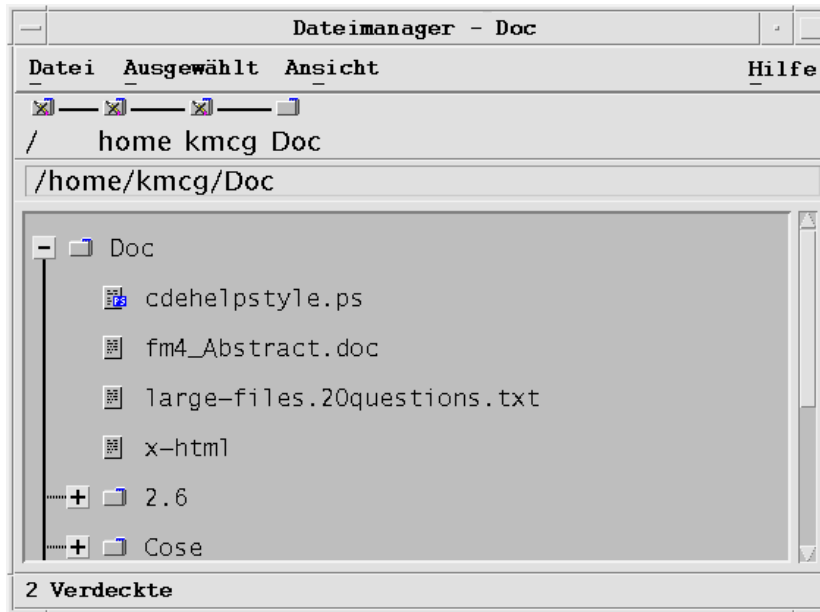 Dateimanager - Doc
Datei Ausgewählt Ansicht Hilfe
/ home kmcg Doc
/home/kmcg/Doc
Doc
cdehelpstyle.ps
fm4_Abstract.doc
large-files.20questions.txt
x-html
2.6
Cose
2 Verdeckte